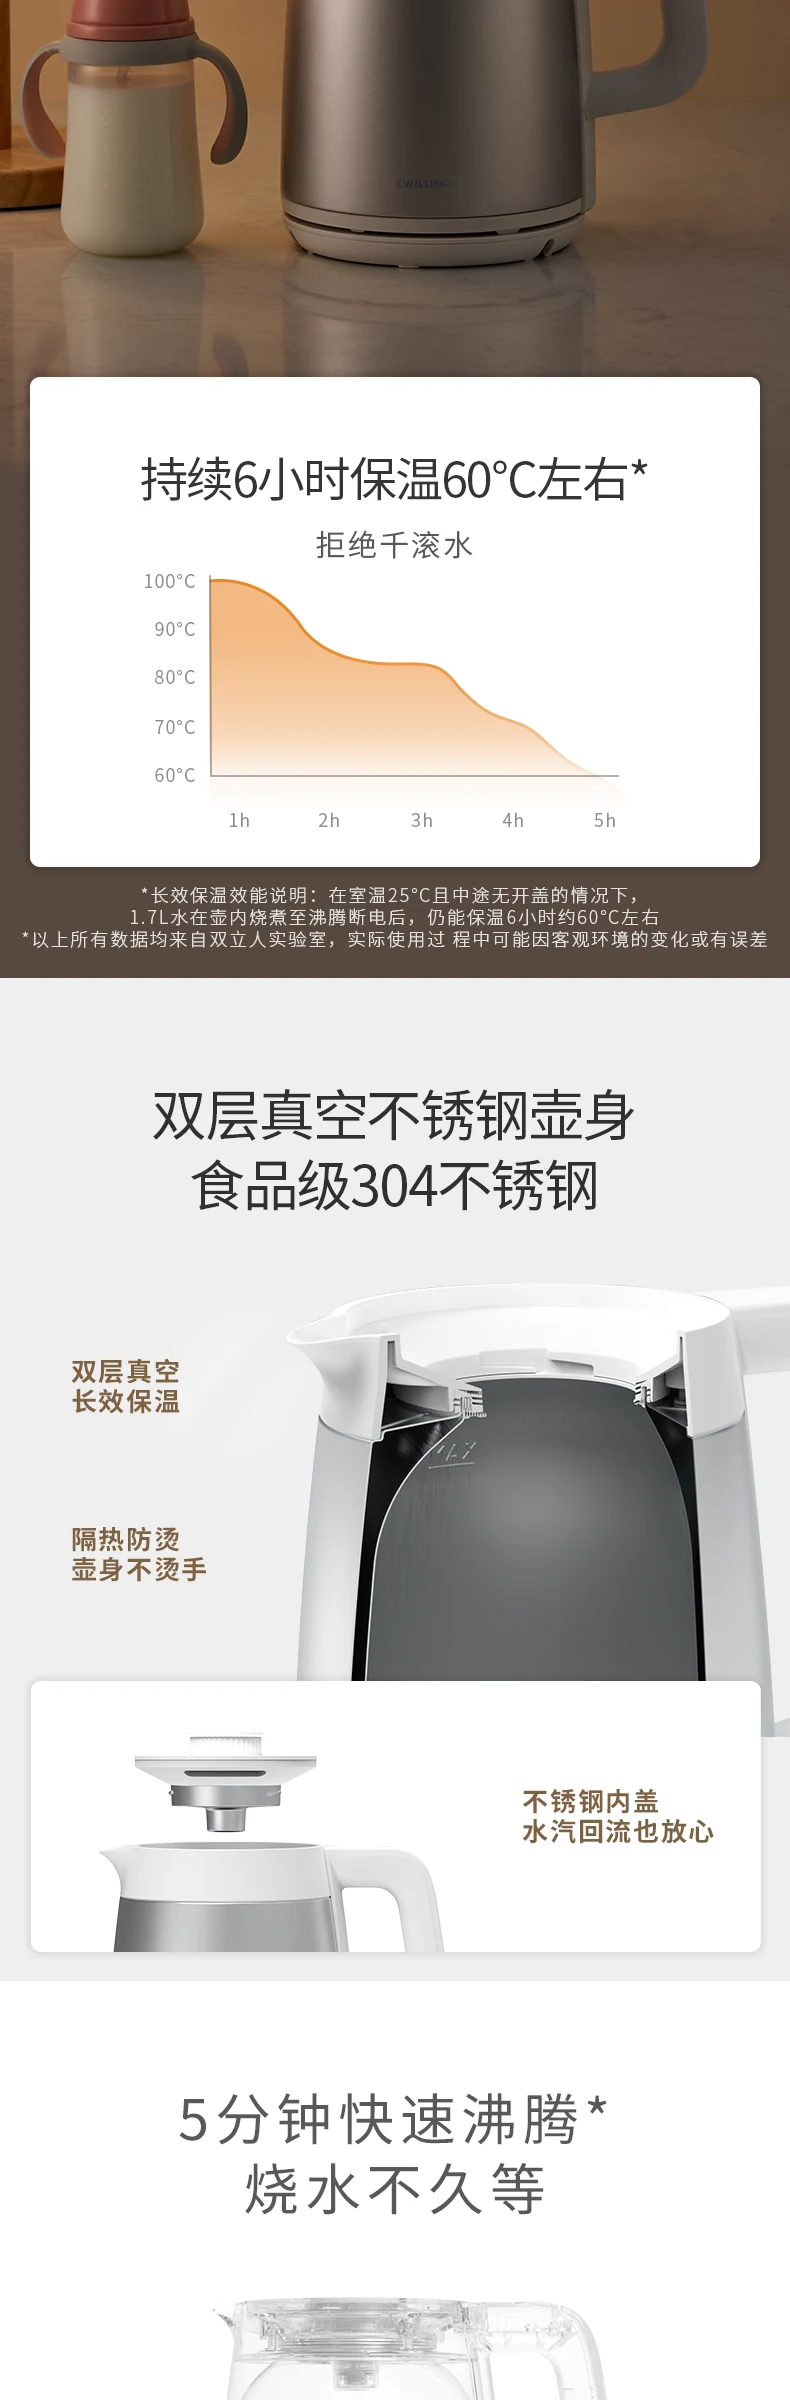 ZWILLING
持续6小时保温60°C左右*
拒绝千滚水
100°C
90°C
80°C
70°C
60°C
1h 2h 3h 4h 5h
*长效保温效能说明：在室温25°C且中途无开盖的情况下，
1.7L水在壶内烧煮至沸腾断电后，仍能保温6小时约60°C左右
*以上所有数据均来自双立人实验室，实际使用过 程中可能因客观环境的变化或有误差
双层真空不锈钢壶身
食品级304不锈钢
双层真空
长效保温
隔热防烫
壶身不烫手
不锈钢内盖
水汽回流也放心
5分钟快速沸腾*
烧水不久等